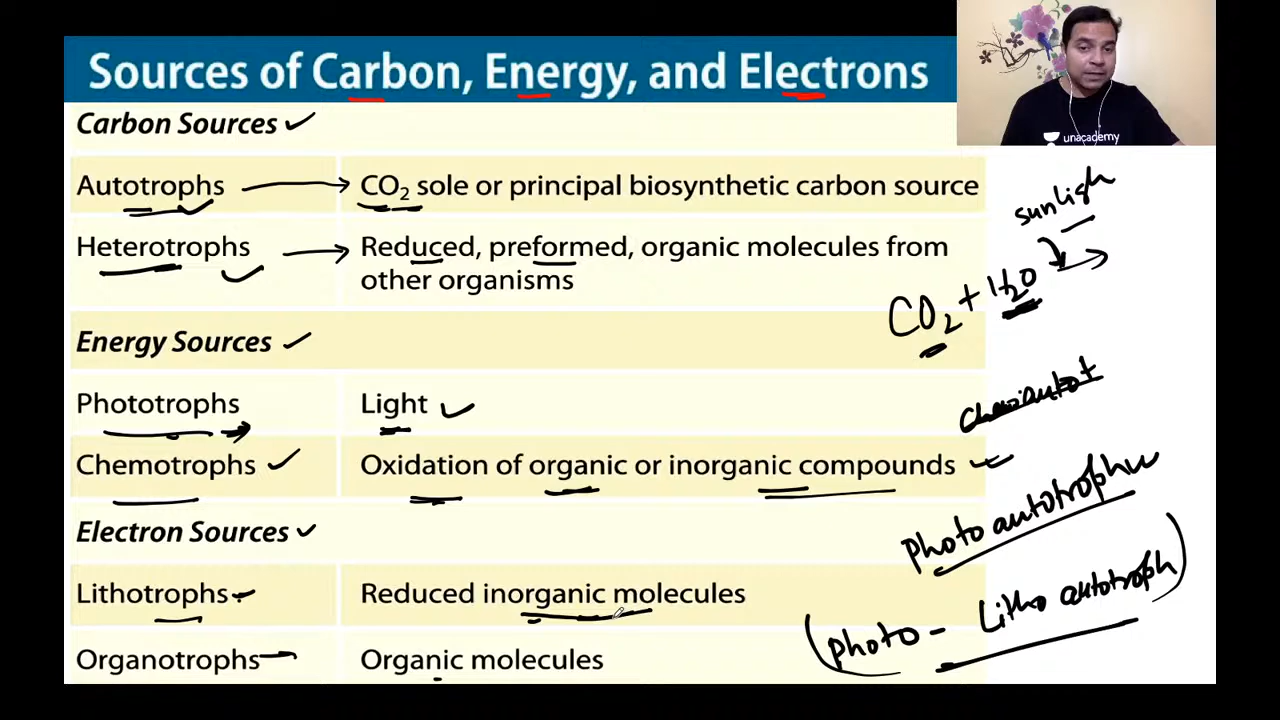 Sources of Carbon, Energy, and Electrons
unacademy
Carbon Sources
Autotrophs CO2 sole or principal biosynthetic carbon source
Heterotrophs Reduced, preformed, organic molecules from
other organisms
Energy Sources
Phototrophs Light
Chemotrophs Oxidation of organic or inorganic compounds
Electron Sources
Lithotrophs Reduced inorganic molecules
Organotrophs Organic molecules
sunligh
CO2 + H2O
photo
(photo - Litho autotroph)